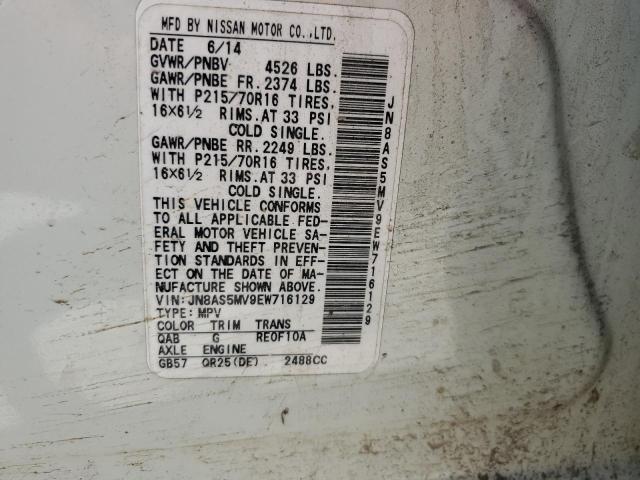 MFD BY NISSAN MOTOR CO.,LTD.
DATE 6/14
GVWR/PNBV 4526 LBS.
GAWR/PNBE FR. 2374 LBS.
WITH P215/70R16 TIRES,
16×6½ RIMS.AT 33 PSI
COLD SINGLE.
GAWR/PNBE RR. 2249 LBS.
WITH P215/70R16 TIRES,
16×6½ RIMS.AT 33 PSI
COLD SINGLE.
THIS VEHICLE CONFORMS
TO ALL APPLICABLE FED-
ERAL MOTOR VEHICLE SA-
FETY AND THEFT PREVEN-
TION STANDARDS IN EFF-
ECT ON THE DATE OF MA-
NUFACTURE SHOWN ABOVE.
VIN: JN8AS5MV9EW716129
TYPE: MPV
COLOR TRIM TRANS
QAB G RE0F10A
AXLE ENGINE
GB57 QR25(DE) 2488CC
JN8AS5MV9EW716129